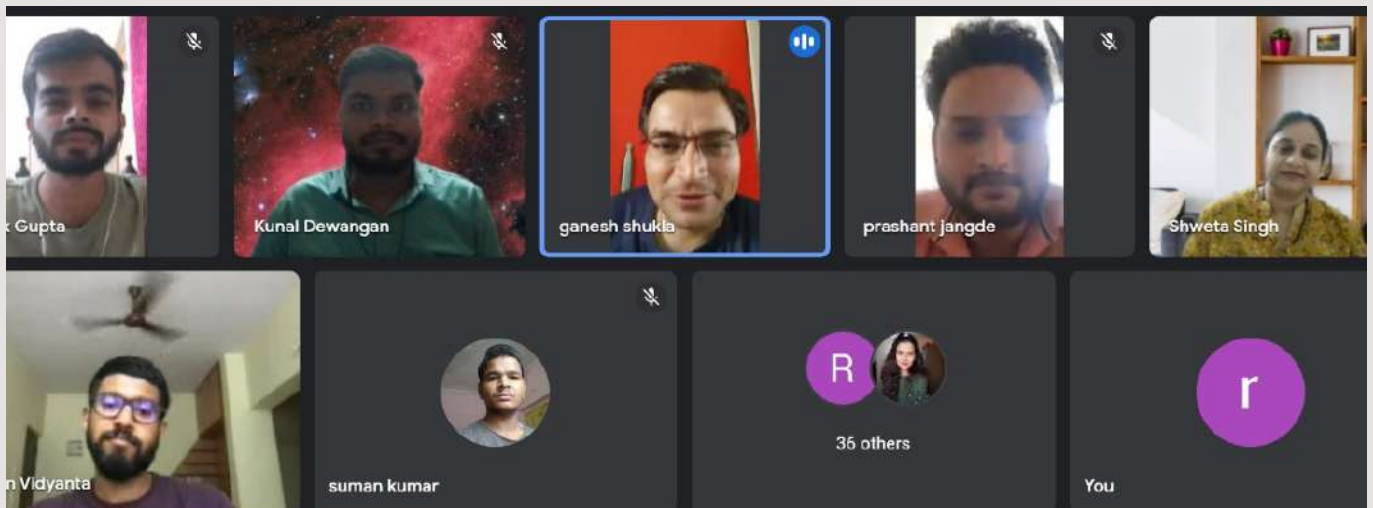 k Gupta
Kunal Dewangan
ganesh shukla
prashant jangde
Shweta Singh
n Vidyanta
suman kumar
R
36 others
r
You